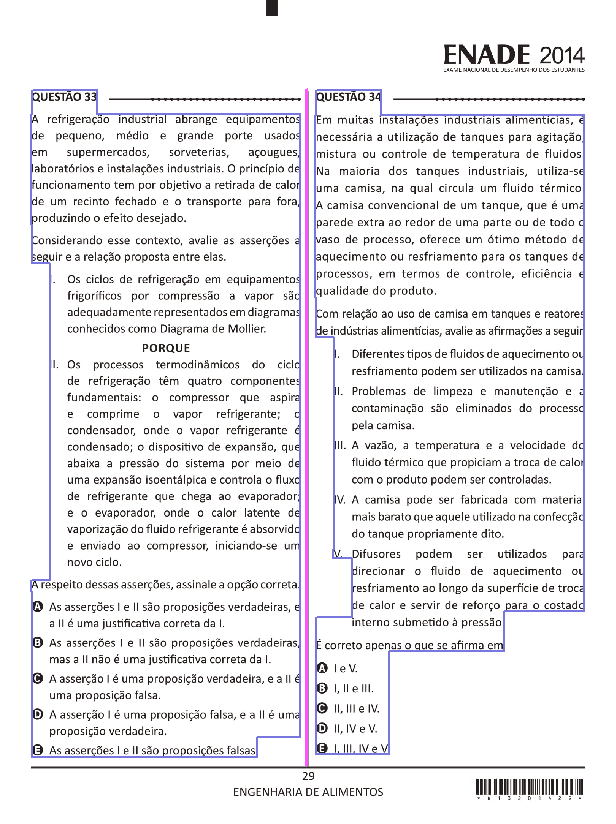 ENADE 2014
EXAME NACIONAL DE DESEMPENHO DOS ESTUDANTES
QUESTÃO 33
A refrigeração industrial abrange equipamentos
de pequeno, médio e grande porte usados
em supermercados, sorveterias, açougues,
laboratórios e instalações industriais. O princípio de
funcionamento tem por objetivo a retirada de calor
de um recinto fechado e o transporte para fora,
produzindo o efeito desejado.
Considerando esse contexto, avalie as asserções a
seguir e a relação proposta entre elas.
I. Os ciclos de refrigeração em equipamentos
frigoríficos por compressão a vapor são
adequadamente representados em diagramas
conhecidos como Diagrama de Mollier.
PORQUE
I. Os processos termodinâmicos do ciclo
de refrigeração têm quatro componentes
fundamentais: o compressor que aspira
e comprime o vapor refrigerante; o
condensador, onde o vapor refrigerante é
condensado; o dispositivo de expansão, que
abaixa a pressão do sistema por meio de
uma expansão isoentálpica e controla o fluxo
de refrigerante que chega ao evaporador;
e o evaporador, onde o calor latente de
vaporização do fluido refrigerante é absorvido
e enviado ao compressor, iniciando-se um
novo ciclo.
A respeito dessas asserções, assinale a opção correta.
A As asserções I e II são proposições verdadeiras, e
a II é uma justificativa correta da I.
B As asserções I e II são proposições verdadeiras,
mas a II não é uma justificativa correta da I.
C A asserção I é uma proposição verdadeira, e a II é
uma proposição falsa.
D A asserção I é uma proposição falsa, e a II é uma
proposição verdadeira.
E As asserções I e II são proposições falsas
QUESTÃO 34
Em muitas instalações industriais alimentícias, é
necessária a utilização de tanques para agitação,
mistura ou controle de temperatura de fluidos.
Na maioria dos tanques industriais, utiliza-se
uma camisa, na qual circula um fluido térmico.
A camisa convencional de um tanque, que é uma
parede extra ao redor de uma parte ou de todo o
vaso de processo, oferece um ótimo método de
aquecimento ou resfriamento para os tanques de
processos, em termos de controle, eficiência e
qualidade do produto.
Com relação ao uso de camisa em tanques e reatores
de indústrias alimentícias, avalie as afirmações a seguir
I. Diferentes tipos de fluidos de aquecimento ou
resfriamento podem ser utilizados na camisa.
II. Problemas de limpeza e manutenção e a
contaminação são eliminados do processo
pela camisa.
III. A vazão, a temperatura e a velocidade do
fluido térmico que propiciam a troca de calor
com o produto podem ser controladas.
IV. A camisa pode ser fabricada com material
mais barato que aquele utilizado na confecção
do tanque propriamente dito.
V. Difusores podem ser utilizados para
direcionar o fluido de aquecimento ou
resfriamento ao longo da superfície de troca
de calor e servir de reforço para o costado
interno submetido à pressão
É correto apenas o que se afirma em
A I e V.
B I, II e III.
C II, III e IV.
D II, IV e V.
E I, III, IV e V
29
ENGENHARIA DE ALIMENTOS